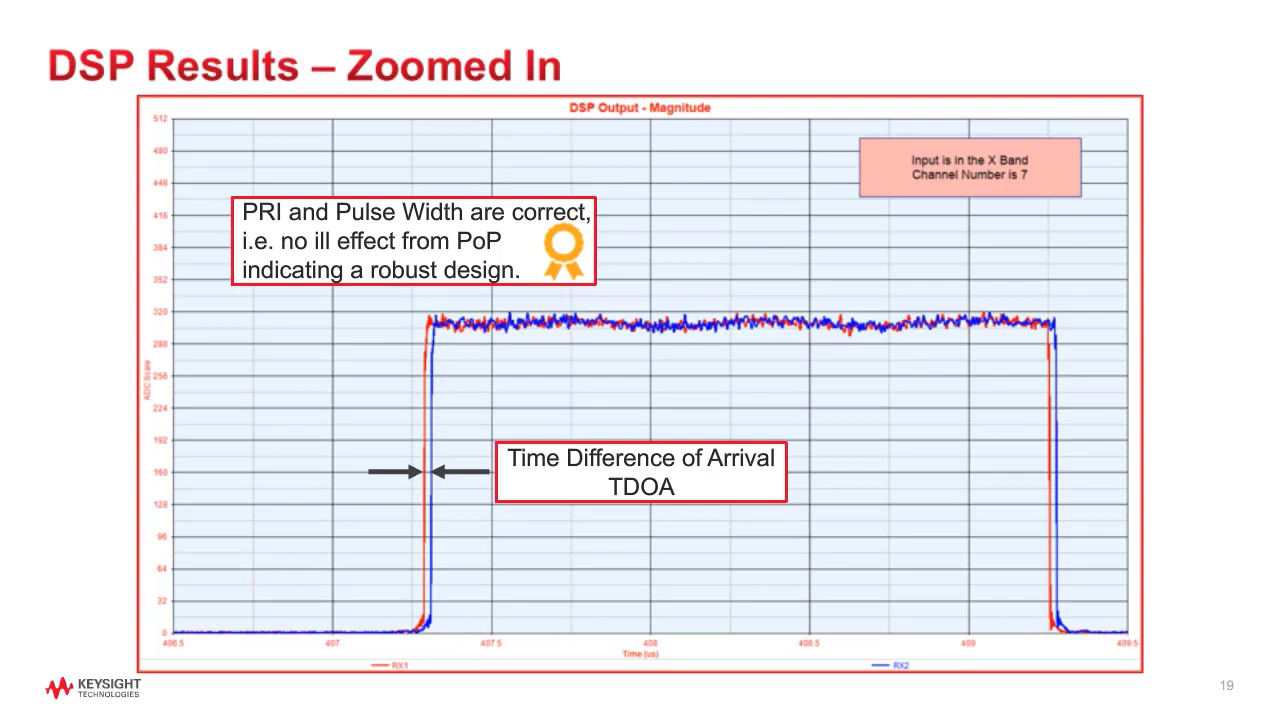 DSP Results – Zoomed In
DSP Output - Magnitude
512
480
448
416
384
352
320
288
256
224
192
160
128
96
64
32
0
ADC Scale
Input is in the X Band
Channel Number is 7
PRI and Pulse Width are correct,
i.e. no ill effect from PoP
indicating a robust design.
Time Difference of Arrival
TDOA
406.5 407 407.5 408 408.5 409 409.5
Time (us)
RX1 RX2
KEYSIGHT
TECHNOLOGIES
19